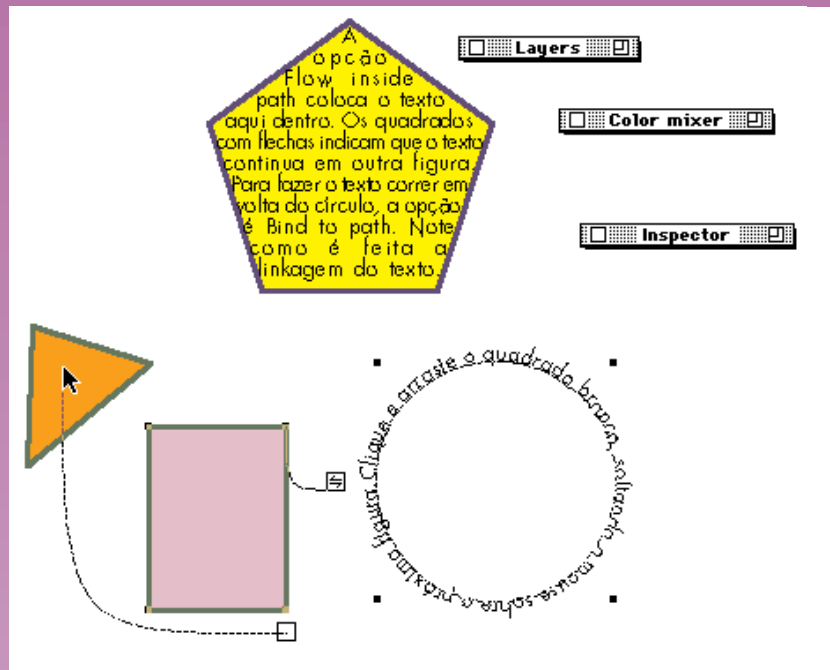 A
opção
Flow inside
path coloca o texto
aqui dentro. Os quadrados
com flechas indicam que o texto
continua em outra figura.
Para fazer o texto correr em
volta do círculo, a opção
é Bind to path. Note
como é feita a
linkagem do texto.
Layers
Color mixer
Inspector
Clique e arraste o quadrado branco, soltando o mouse sobre a próxima figura.